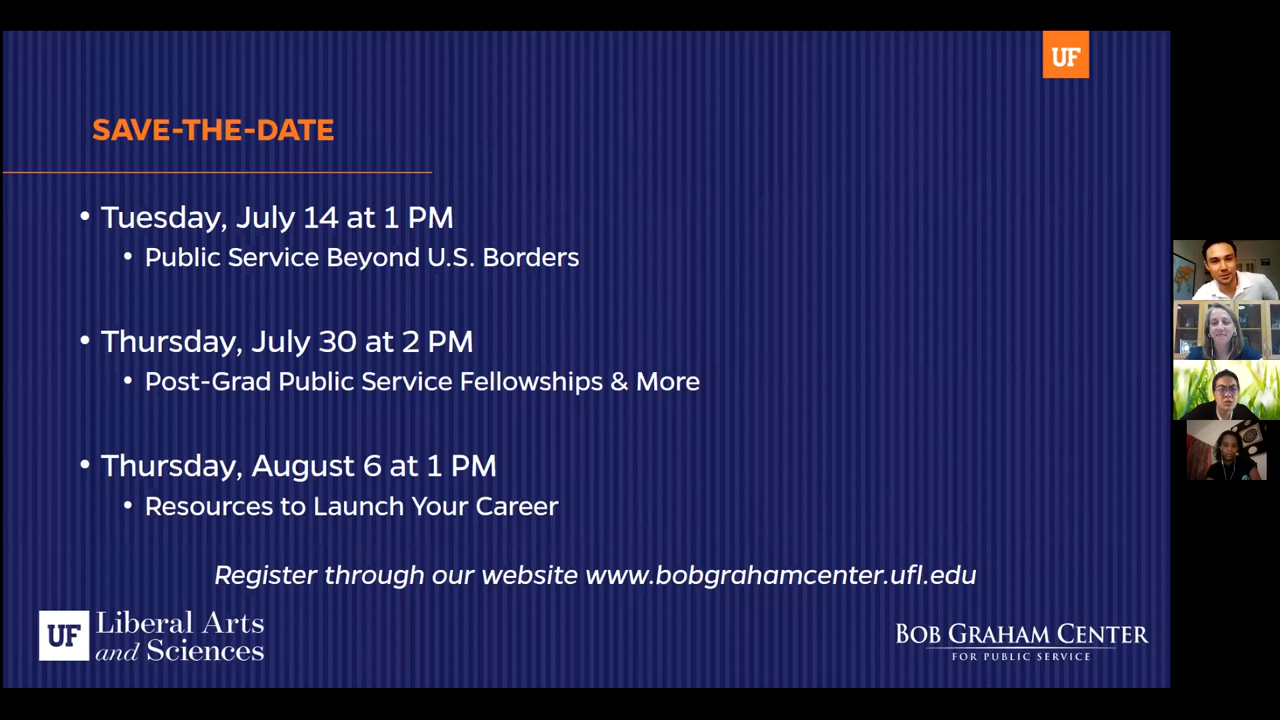 UF
SAVE-THE-DATE
• Tuesday, July 14 at 1 PM
• Public Service Beyond U.S. Borders
• Thursday, July 30 at 2 PM
• Post-Grad Public Service Fellowships & More
• Thursday, August 6 at 1 PM
• Resources to Launch Your Career
Register through our website www.bobgrahamcenter.ufl.edu
UF Liberal Arts
and Sciences
BOB GRAHAM CENTER
FOR PUBLIC SERVICE